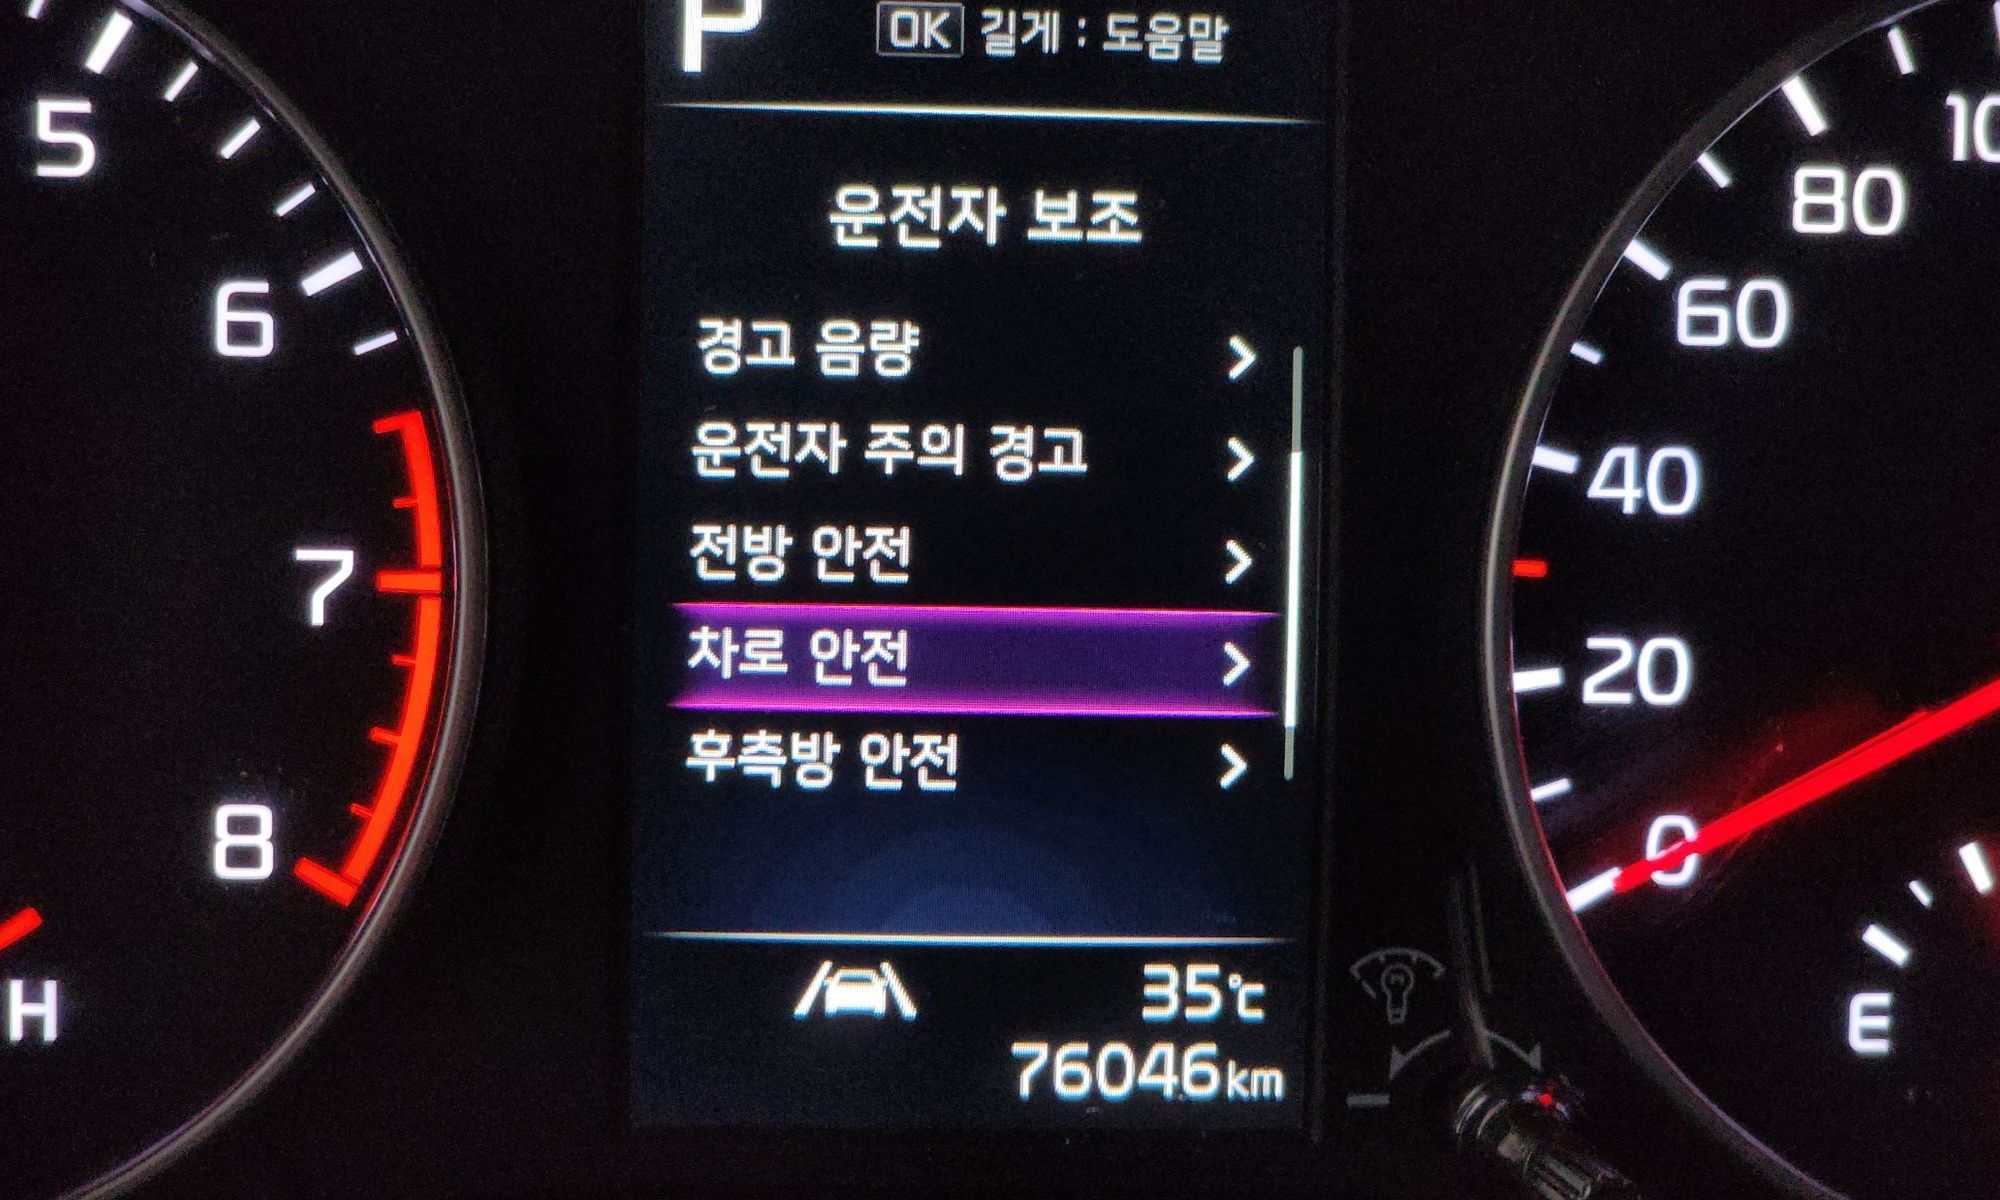 P
OK 길게 : 도움말
운전자 보조
경고 음량
운전자 주의 경고
전방 안전
차로 안전
후측방 안전
35℃
76046km
5
6
7
8
H
10
80
60
40
20
0
E